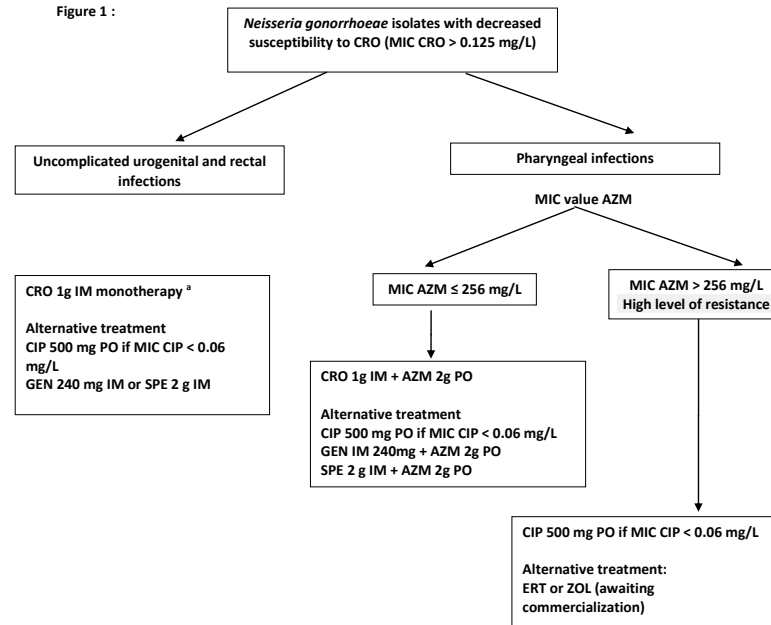 Figure 1 :
Neisseria gonorrhoeae isolates with decreased
susceptibility to CRO (MIC CRO > 0.125 mg/L)
Uncomplicated urogenital and rectal
infections
Pharyngeal infections
MIC value AZM
CRO 1g IM monotherapy a
Alternative treatment
CIP 500 mg PO if MIC CIP < 0.06
mg/L
GEN 240 mg IM or SPE 2 g IM
MIC AZM ≤ 256 mg/L
MIC AZM > 256 mg/L
High level of resistance
CRO 1g IM + AZM 2g PO
Alternative treatment
CIP 500 mg PO if MIC CIP < 0.06 mg/L
GEN IM 240mg + AZM 2g PO
SPE 2 g IM + AZM 2g PO
CIP 500 mg PO if MIC CIP < 0.06 mg/L
Alternative treatment:
ERT or ZOL (awaiting
commercialization)